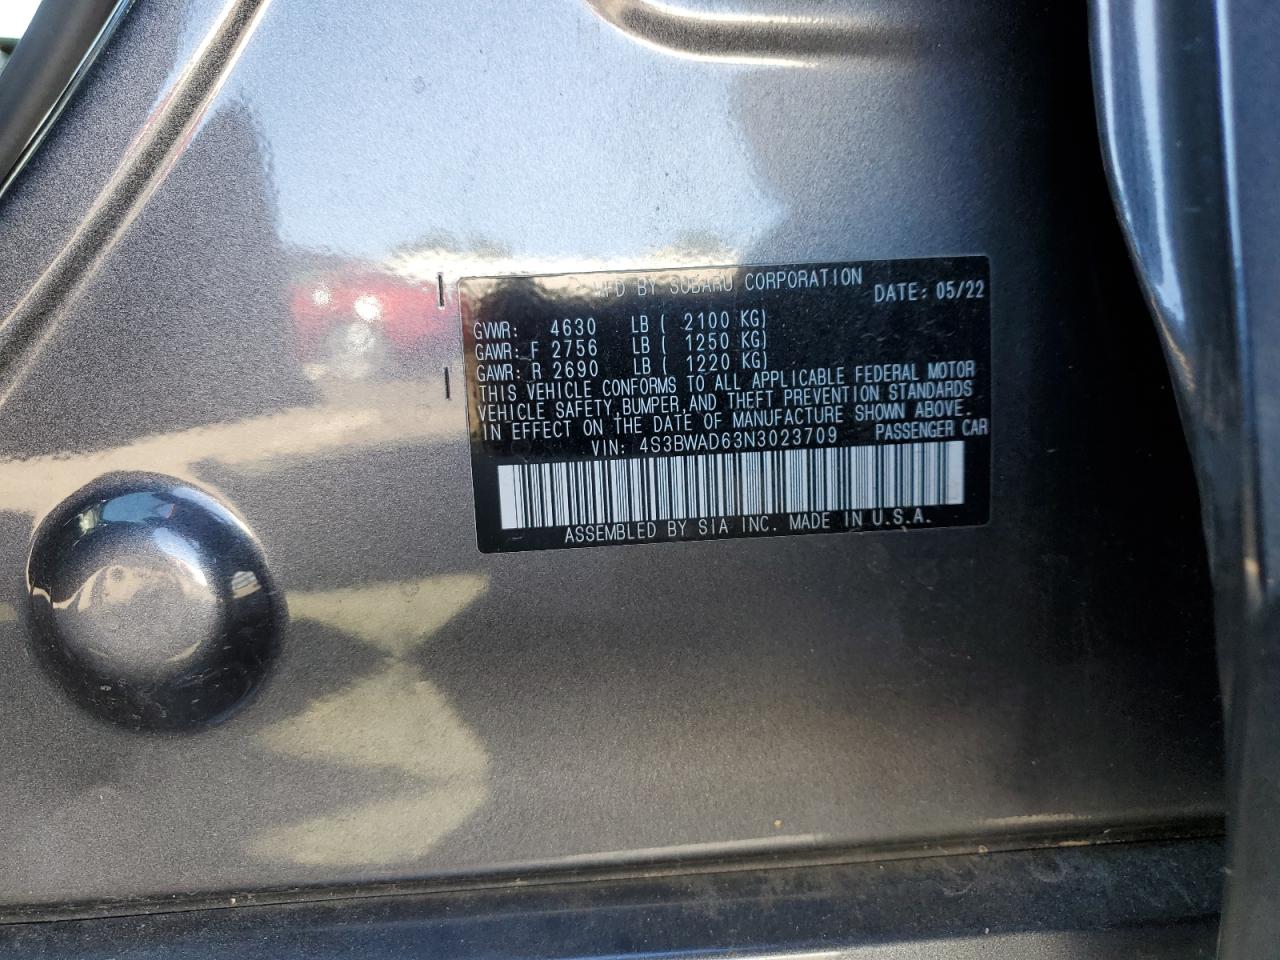 MFD BY SUBARU CORPORATION DATE: 05/22
GVWR: 4630 LB ( 2100 KG)
GAWR: F 2756 LB ( 1250 KG)
GAWR: R 2690 LB ( 1220 KG)
THIS VEHICLE CONFORMS TO ALL APPLICABLE FEDERAL MOTOR
VEHICLE SAFETY, BUMPER, AND THEFT PREVENTION STANDARDS
IN EFFECT ON THE DATE OF MANUFACTURE SHOWN ABOVE.
VIN: 4S3BWAD63N3023709 PASSENGER CAR
ASSEMBLED BY SIA INC. MADE IN U.S.A.